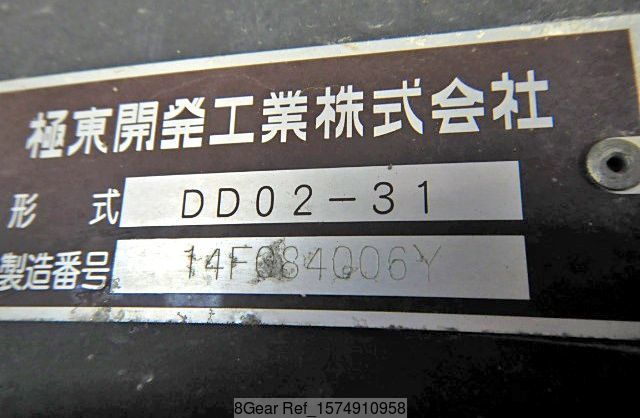 極東開発工業株式会社
形 式 DD02-31
製造番号 14F084006Y
8Gear Ref_1574910958